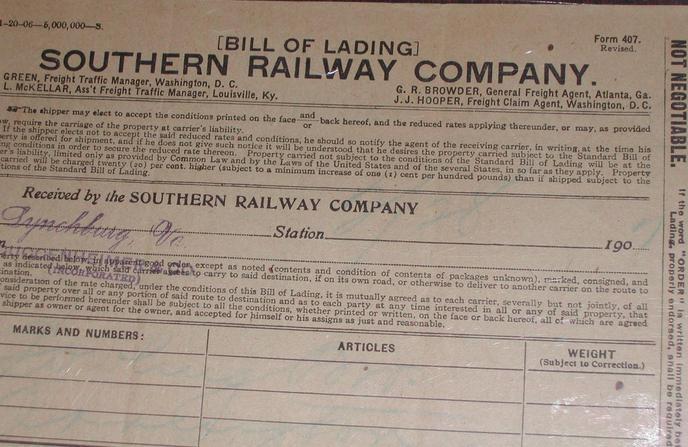 1-20-06—5,000,000—S.
Form 407.
Revised.
[BILL OF LADING]
SOUTHERN RAILWAY COMPANY.
GREEN, Freight Traffic Manager, Washington, D. C.
L. McKELLAR, Ass't Freight Traffic Manager, Louisville, Ky.
G. R. BROWDER, General Freight Agent, Atlanta, Ga.
J. J. HOOPER, Freight Claim Agent, Washington, D. C.
The shipper may elect to accept the conditions printed on the face and or back hereof, and the reduced rates applying thereunder, or may, as provided
require the carriage of the property at carrier's liability.
If the shipper elects not to accept the said reduced rates and conditions, he should so notify the agent of the receiving carrier, in writing, at the time his
property is offered for shipment, and if he does not give such notice it will be understood that he desires the property carried subject to the Standard Bill of
conditions in order to secure the reduced rate thereon. Property carried not subject to the conditions of the Standard Bill of Lading will be at the
liability, limited only as provided by Common Law and by the Laws of the United States and of the several States, in so far as they apply. Property
carried will be charged twenty (20) per cent. higher (subject to a minimum increase of one (1) cent per hundred pounds) than if shipped subject to the
of the Standard Bill of Lading.
Received by the SOUTHERN RAILWAY COMPANY
Lynchburg, Va. Station 190
(INCORPORATED)
property described below, in apparent good order, except as noted (contents and condition of contents of packages unknown), marked, consigned, and
as indicated below, which said carrier agrees to carry to said destination, if on its own road, or otherwise to deliver to another carrier on the route to
consideration of the rate charged, under the conditions of this Bill of Lading, it is mutually agreed as to each carrier, severally but not jointly, of all
said property over all or any portion of said route to destination and as to each party at any time interested in all or any of said property, that
service to be performed hereunder shall be subject to all the conditions, whether printed or written, on the face or back hereof, all of which are agreed
shipper as owner or agent for the owner, and accepted for himself or his assigns as just and reasonable.
MARKS AND NUMBERS:
ARTICLES
WEIGHT
(Subject to Correction.)
NOT NEGOTIABLE.
If the word "ORDER" is written immediately
Lading, properly endorsed, shall be required